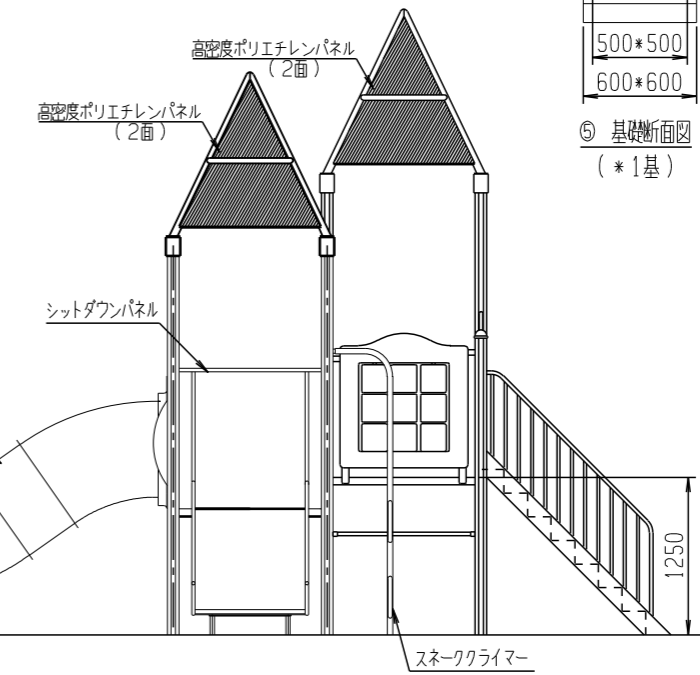 高密度ポリエチレンパネル
(2面)
高密度ポリエチレンパネル
(2面)
500*500
600*600
⑤ 基礎断面図
(*1基)
シットダウンパネル
1250
スネーククライマー